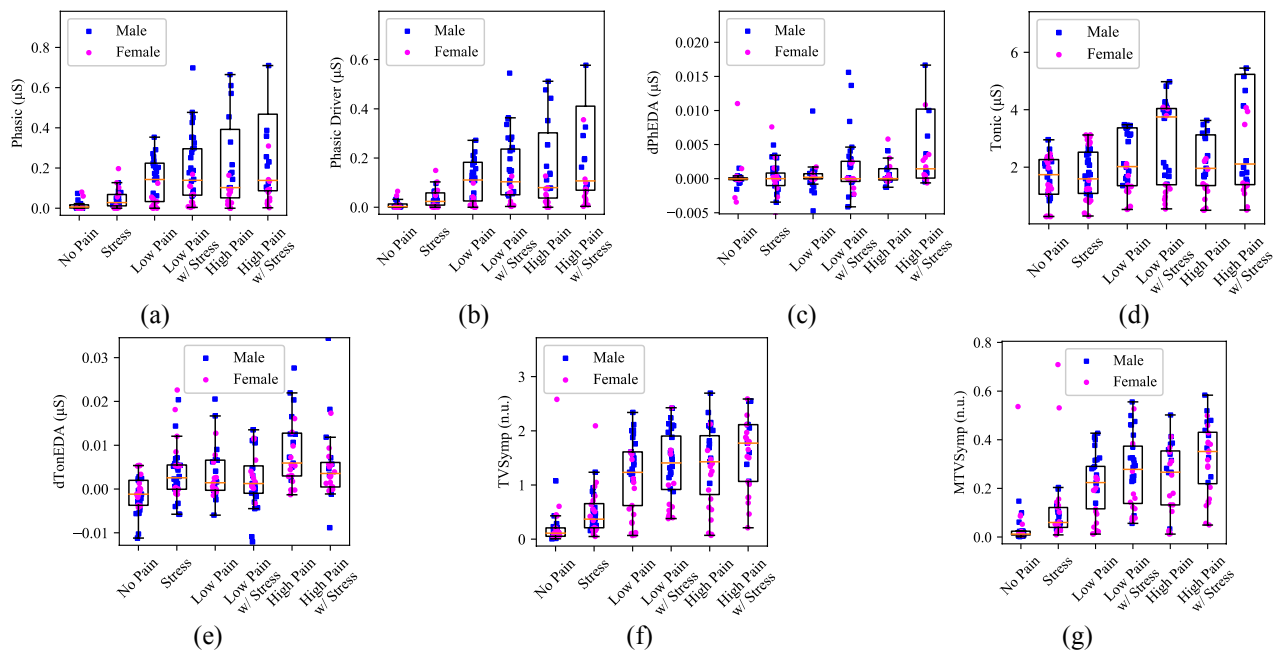 Male
Female
0.8
0.6
0.4
0.2
0.0
Phasic (μS)
No Pain
Stress
Low Pain
Low Pain
w/ Stress
High Pain
High Pain
w/ Stress
(a)
Male
Female
0.6
0.4
0.2
0.0
Phasic Driver (μS)
No Pain
Stress
Low Pain
Low Pain
w/ Stress
High Pain
High Pain
w/ Stress
(b)
Male
Female
0.020
0.015
0.010
0.005
0.000
−0.005
dPhEDA (μS)
No Pain
Stress
Low Pain
Low Pain
w/ Stress
High Pain
High Pain
w/ Stress
(c)
Male
Female
6
4
2
Tonic (μS)
No Pain
Stress
Low Pain
Low Pain
w/ Stress
High Pain
High Pain
w/ Stress
(d)
Male
Female
0.03
0.02
0.01
0.00
−0.01
dTonEDA (μS)
No Pain
Stress
Low Pain
Low Pain
w/ Stress
High Pain
High Pain
w/ Stress
(e)
Male
Female
3
2
1
0
TVSymp (n.u.)
No Pain
Stress
Low Pain
Low Pain
w/ Stress
High Pain
High Pain
w/ Stress
(f)
Male
Female
0.8
0.6
0.4
0.2
0.0
MTVSymp (n.u.)
No Pain
Stress
Low Pain
Low Pain
w/ Stress
High Pain
High Pain
w/ Stress
(g)